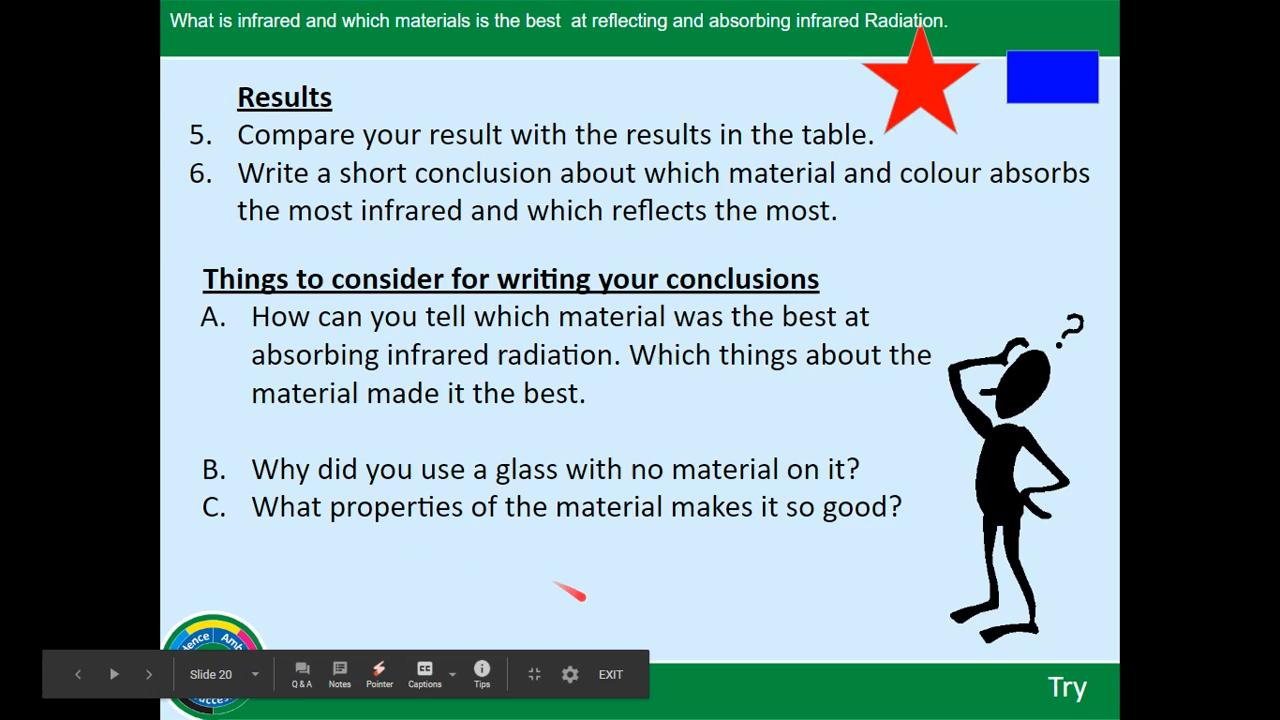 What is infrared and which materials is the best  at reflecting and absorbing infrared Radiation.
Results
5. Compare your result with the results in the table.
6. Write a short conclusion about which material and colour absorbs
the most infrared and which reflects the most.
Things to consider for writing your conclusions
A. How can you tell which material was the best at
absorbing infrared radiation. Which things about the
material made it the best.
?
B. Why did you use a glass with no material on it?
C. What properties of the material makes it so good?
Slide 20
Q & A Notes Pointer Captions Tips
EXIT
CC
Try